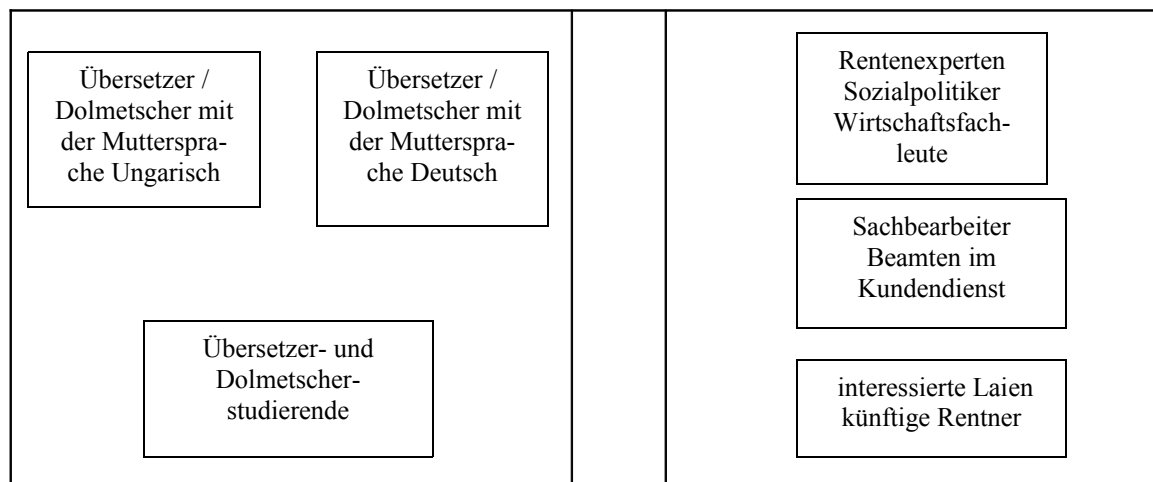 Übersetzer /
Dolmetscher mit
der Mutterspra-
che Ungarisch
Übersetzer /
Dolmetscher mit
der Mutterspra-
che Deutsch
Übersetzer- und
Dolmetscher-
studierende
Rentenexperten
Sozialpolitiker
Wirtschaftsfach-
leute
Sachbearbeiter
Beamten im
Kundendienst
interessierte Laien
künftige Rentner